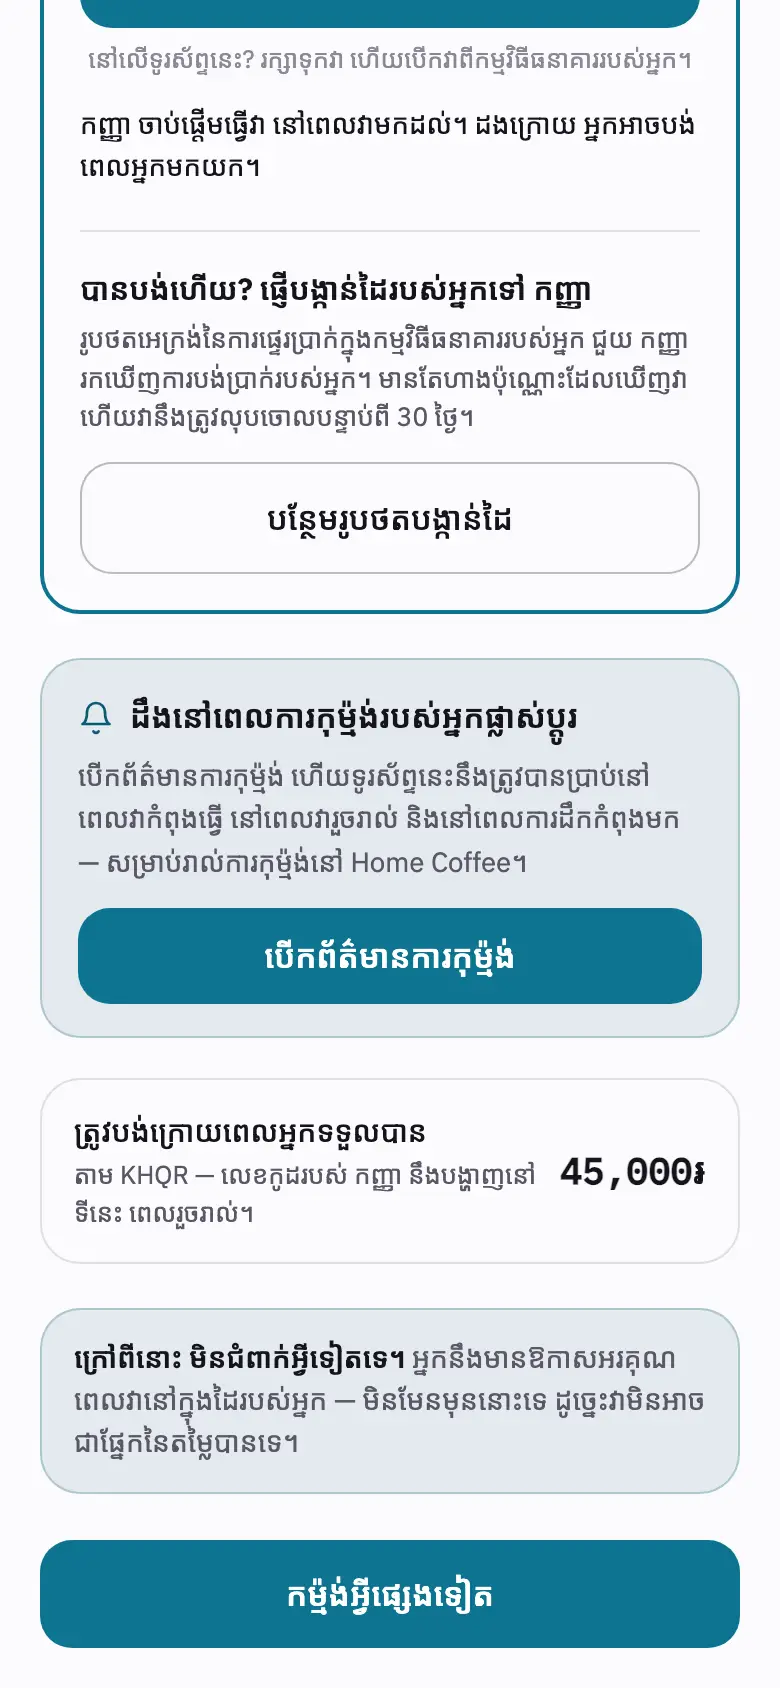 នៅលើទូរស័ព្ទនេះ? រក្សាទុកវា ហើយបើកវាពីកម្មវិធីធនាគាររបស់អ្នក។
កញ្ញា ចាប់ផ្តើមធ្វើវា នៅពេលវាមកដល់។ ដងក្រោយ អ្នកអាចបង់
ពេលអ្នកមកយក។
បានបង់ហើយ? ផ្ញើបង្កាន់ដៃរបស់អ្នកទៅ កញ្ញា
រូបថតអេក្រង់នៃការផ្ទេរប្រាក់ក្នុងកម្មវិធីធនាគាររបស់អ្នក ជួយ កញ្ញា
រកឃើញការបង់ប្រាក់របស់អ្នក។ មានតែហាងប៉ុណ្ណោះដែលឃើញវា
ហើយវានឹងត្រូវលុបចោលបន្ទាប់ពី 30 ថ្ងៃ។
បន្ថែមរូបថតបង្កាន់ដៃ
ដឹងនៅពេលការកុម្ម៉ង់របស់អ្នកផ្លាស់ប្តូរ
បើកព័ត៌មានការកុម្ម៉ង់ ហើយទូរស័ព្ទនេះនឹងត្រូវបានប្រាប់នៅ
ពេលវាកំពុងធ្វើ នៅពេលវារួចរាល់ និងនៅពេលការដឹកកំពុងមក
— សម្រាប់រាល់ការកុម្ម៉ង់នៅ Home Coffee។
បើកព័ត៌មានការកុម្ម៉ង់
ត្រូវបង់ក្រោយពេលអ្នកទទួលបាន
តាម KHQR — លេខកូដរបស់ កញ្ញា នឹងបង្ហាញនៅ
ទីនេះ ពេលរួចរាល់។
45,000៛
ក្រៅពីនោះ មិនជំពាក់អ្វីទៀតទេ។ អ្នកនឹងមានឱកាសអរគុណ
ពេលវានៅក្នុងដៃរបស់អ្នក — មិនមែនមុននោះទេ ដូច្នេះវាមិនអាច
ជាផ្នែកនៃតម្លៃបានទេ។
កម្ម៉ង់អ្វីផ្សេងទៀត